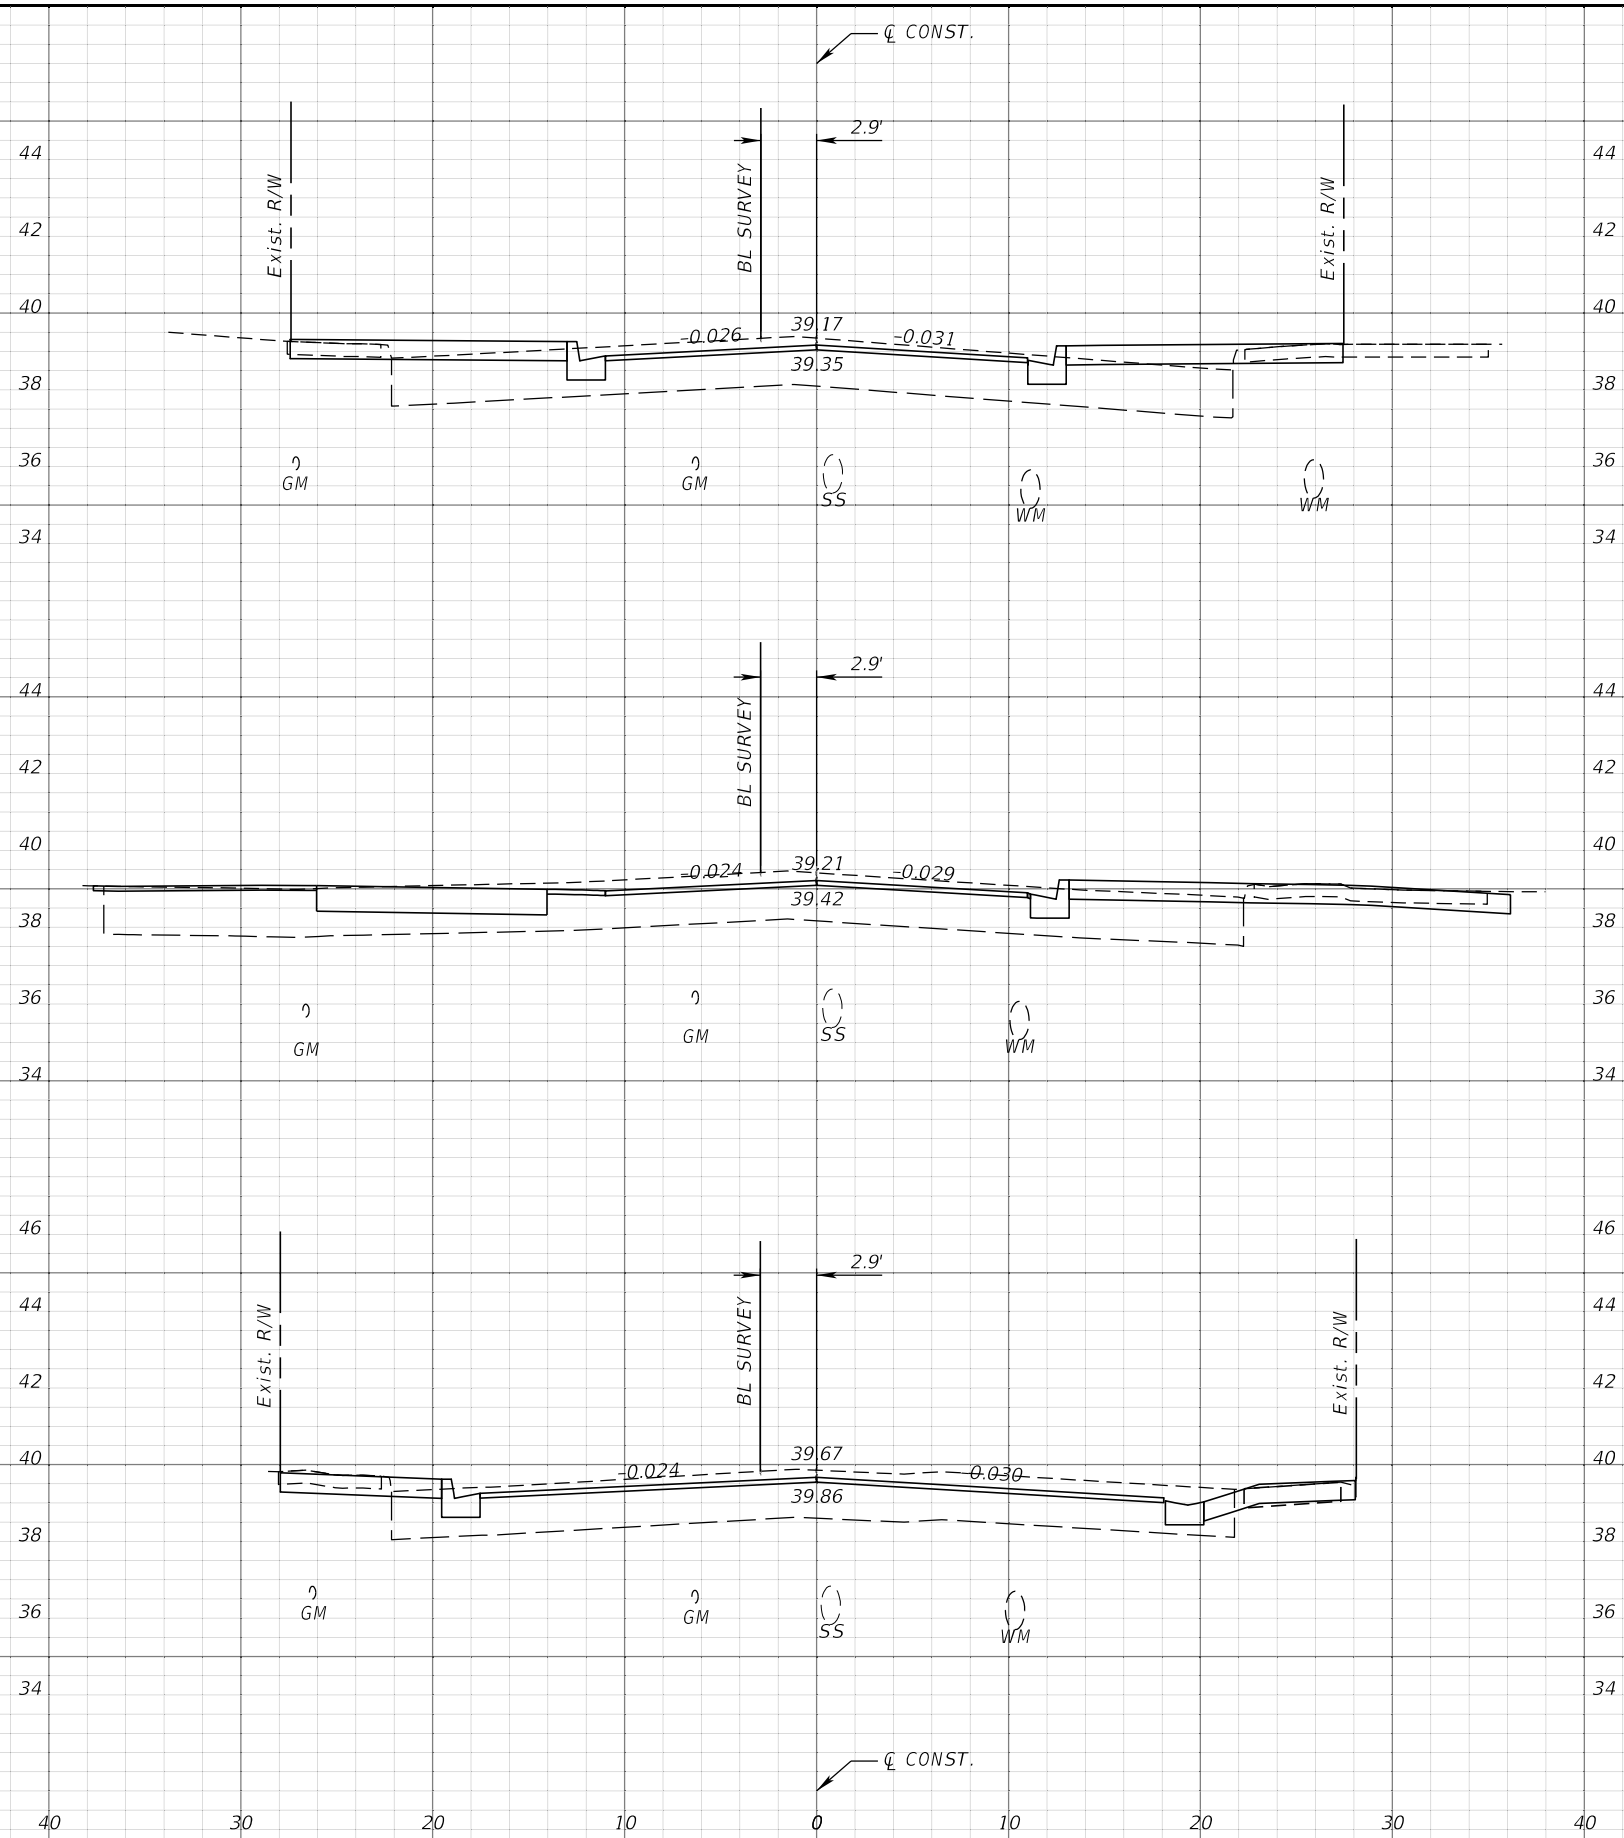 ℄ CONST.
2.9'
44 44
Exist. R/W BL SURVEY Exist. R/W
42 42
40 40
-0.026 39.17 -0.031
39.35
38 38
36 36
GM GM SS WM WM
34 34
2.9'
44 44
BL SURVEY
42 42
40 40
-0.024 39.21 -0.029
39.42
38 38
36 36
GM GM SS WM
34 34
46 46
2.9'
44 44
Exist. R/W BL SURVEY Exist. R/W
42 42
40 39.67 40
-0.024 -0.030
39.86
38 38
36 36
GM GM SS WM
34 34
℄ CONST.
40 30 20 10 0 10 20 30 40